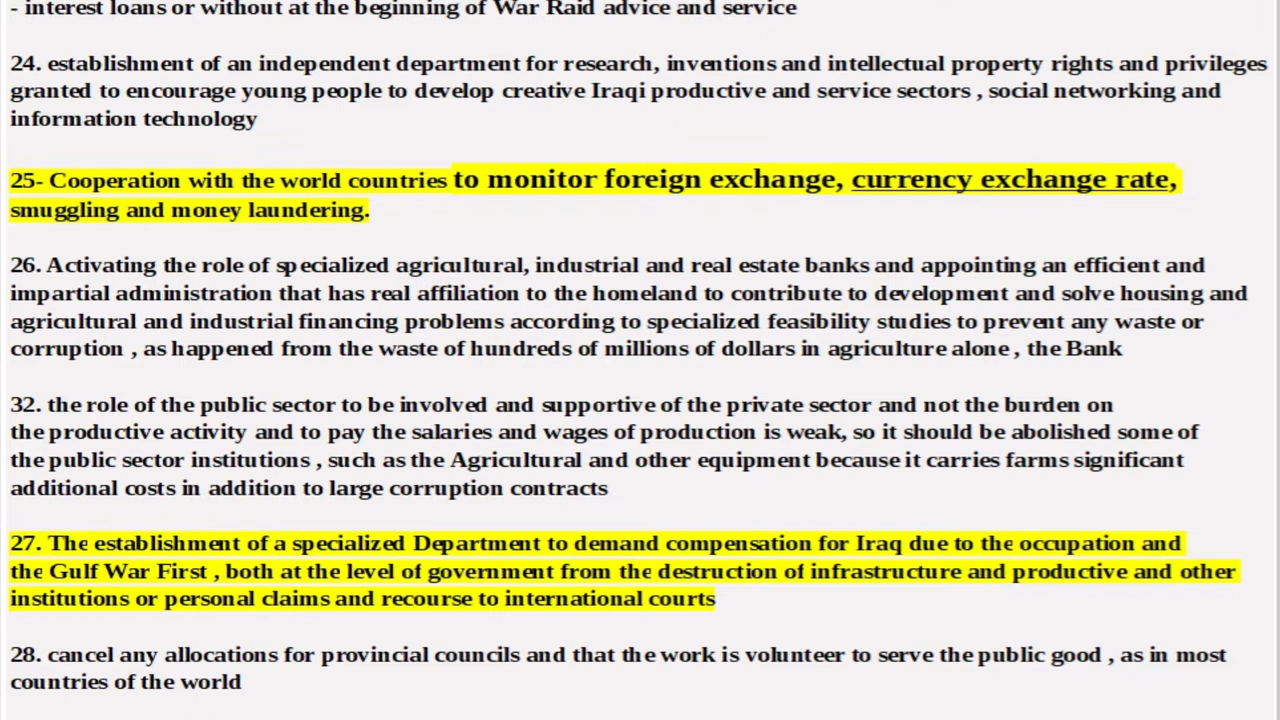 - interest loans or without at the beginning of War Raid advice and service
24. establishment of an independent department for research, inventions and intellectual property rights and privileges
granted to encourage young people to develop creative Iraqi productive and service sectors , social networking and
information technology
25- Cooperation with the world countries to monitor foreign exchange, currency exchange rate,
smuggling and money laundering.
26. Activating the role of specialized agricultural, industrial and real estate banks and appointing an efficient and
impartial administration that has real affiliation to the homeland to contribute to development and solve housing and
agricultural and industrial financing problems according to specialized feasibility studies to prevent any waste or
corruption , as happened from the waste of hundreds of millions of dollars in agriculture alone , the Bank
32. the role of the public sector to be involved and supportive of the private sector and not the burden on
the productive activity and to pay the salaries and wages of production is weak, so it should be abolished some of
the public sector institutions , such as the Agricultural and other equipment because it carries farms significant
additional costs in addition to large corruption contracts
27. The establishment of a specialized Department to demand compensation for Iraq due to the occupation and
the Gulf War First , both at the level of government from the destruction of infrastructure and productive and other
institutions or personal claims and recourse to international courts
28. cancel any allocations for provincial councils and that the work is volunteer to serve the public good , as in most
countries of the world